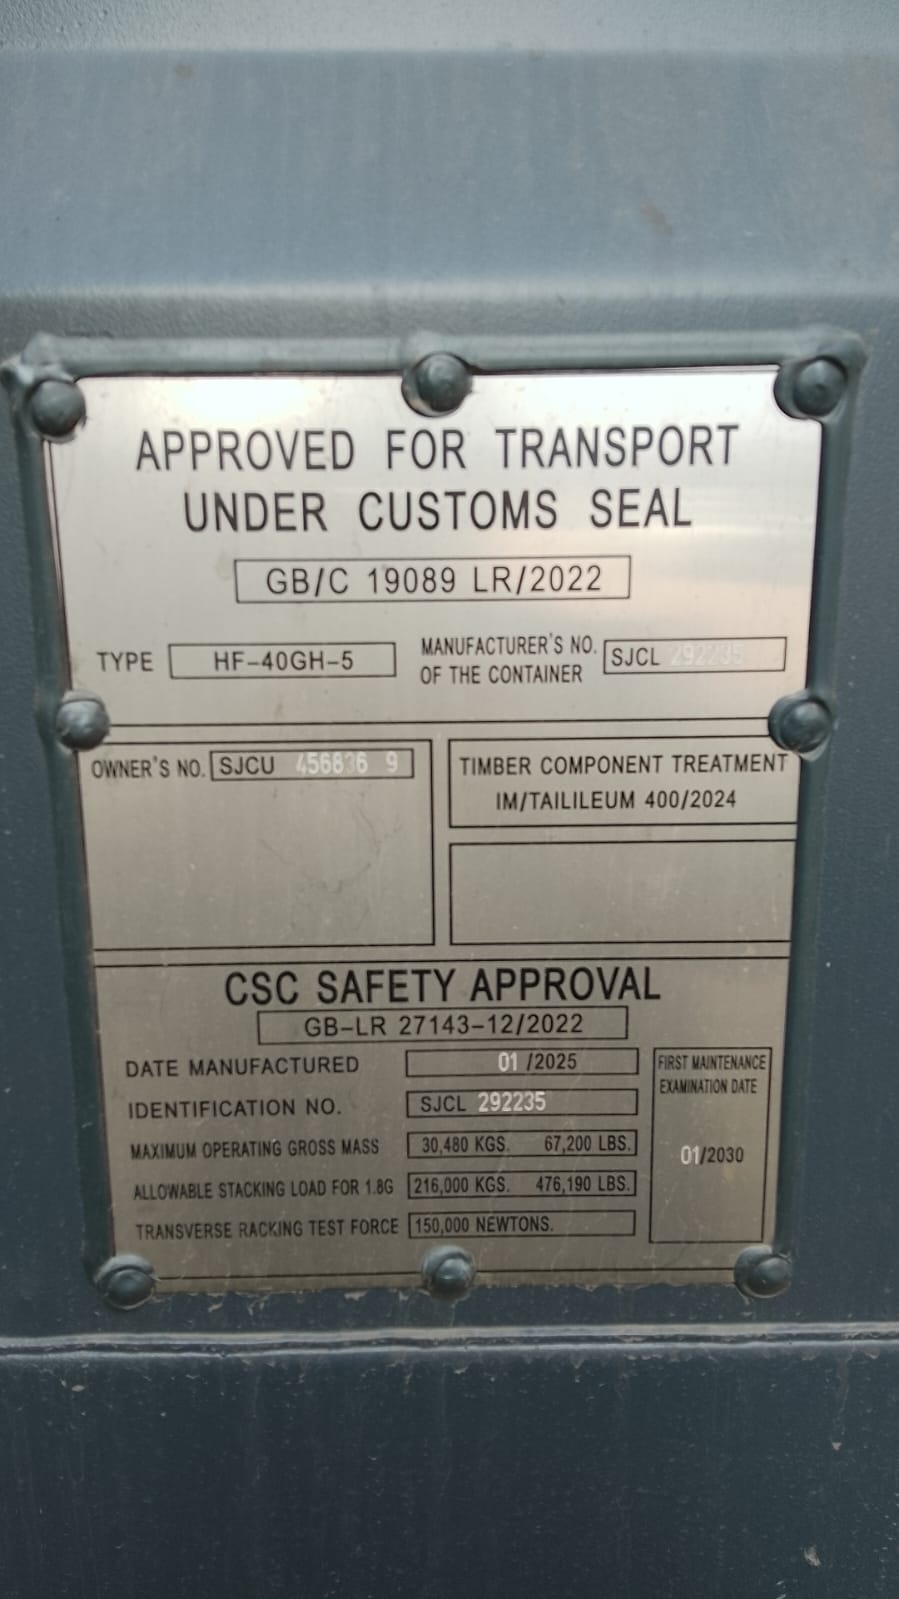 APPROVED FOR TRANSPORT
UNDER CUSTOMS SEAL
GB/C 19089 LR/2022
TYPE HF-40GH-5
MANUFACTURER'S NO.
OF THE CONTAINER
SJCL 292235
OWNER'S NO. SJCU 456836 9
TIMBER COMPONENT TREATMENT
IM/TAILILEUM 400/2024
CSC SAFETY APPROVAL
GB-LR 27143-12/2022
DATE MANUFACTURED 01/2025
IDENTIFICATION NO. SJCL 292235
MAXIMUM OPERATING GROSS MASS 30,480 KGS. 67,200 LBS.
ALLOWABLE STACKING LOAD FOR 1.8G 216,000 KGS. 476,190 LBS.
TRANSVERSE RACKING TEST FORCE 150,000 NEWTONS.
FIRST MAINTENANCE
EXAMINATION DATE
01/2030